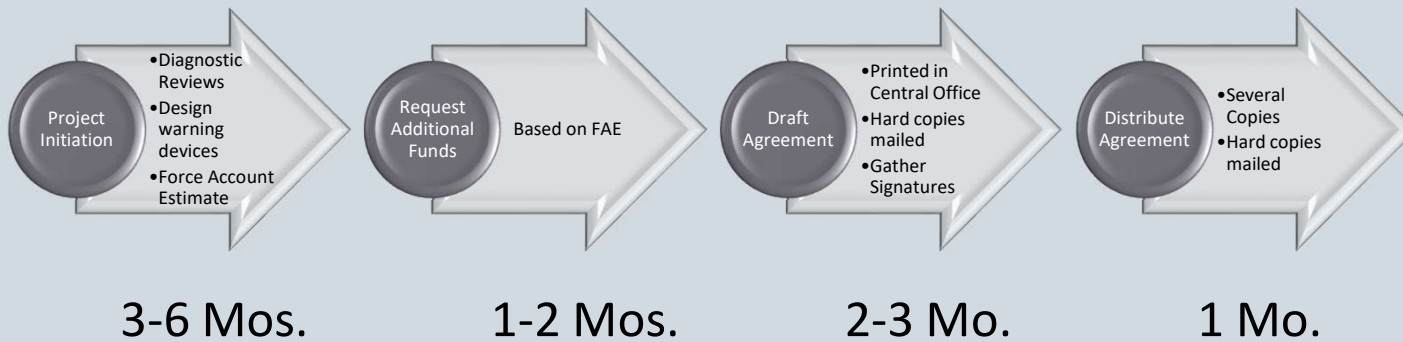 Project
Initiation
•Diagnostic
Reviews
•Design
warning
devices
•Force Account
Estimate
Request
Additional
Funds
Based on FAE
Draft
Agreement
•Printed in
Central Office
•Hard copies
mailed
•Gather
Signatures
Distribute
Agreement
•Several
Copies
•Hard copies
mailed
3-6 Mos.
1-2 Mos.
2-3 Mo.
1 Mo.